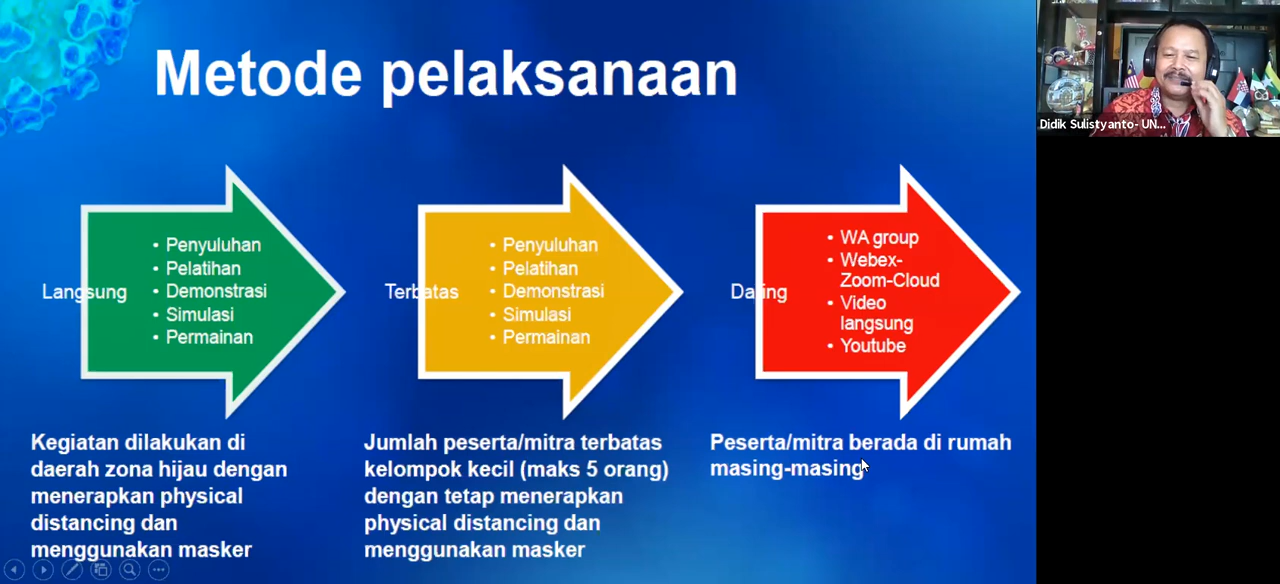 Metode pelaksanaan
Langsung
• Penyuluhan
• Pelatihan
• Demonstrasi
• Simulasi
• Permainan
Terbatas
• Penyuluhan
• Pelatihan
• Demonstrasi
• Simulasi
• Permainan
Daring
• WA group
• Webex-
Zoom-Cloud
• Video
langsung
• Youtube
Kegiatan dilakukan di
daerah zona hijau dengan
menerapkan physical
distancing dan
menggunakan masker
Jumlah peserta/mitra terbatas
kelompok kecil (maks 5 orang)
dengan tetap menerapkan
physical distancing dan
menggunakan masker
Peserta/mitra berada di rumah
masing-masing
Didik Sulistyanto- UN...